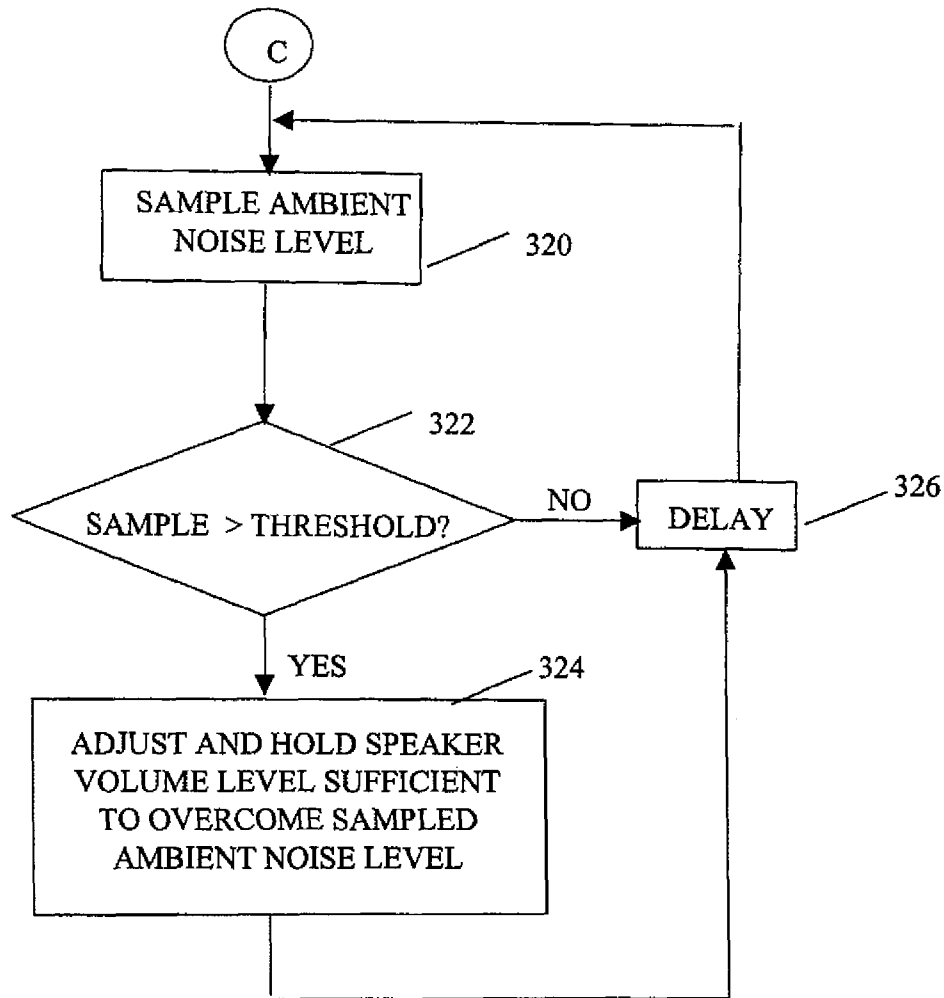 C
SAMPLE AMBIENT
NOISE LEVEL
320
322
SAMPLE > THRESHOLD?
NO
DELAY
326
YES
324
ADJUST AND HOLD SPEAKER
VOLUME LEVEL SUFFICIENT
TO OVERCOME SAMPLED
AMBIENT NOISE LEVEL